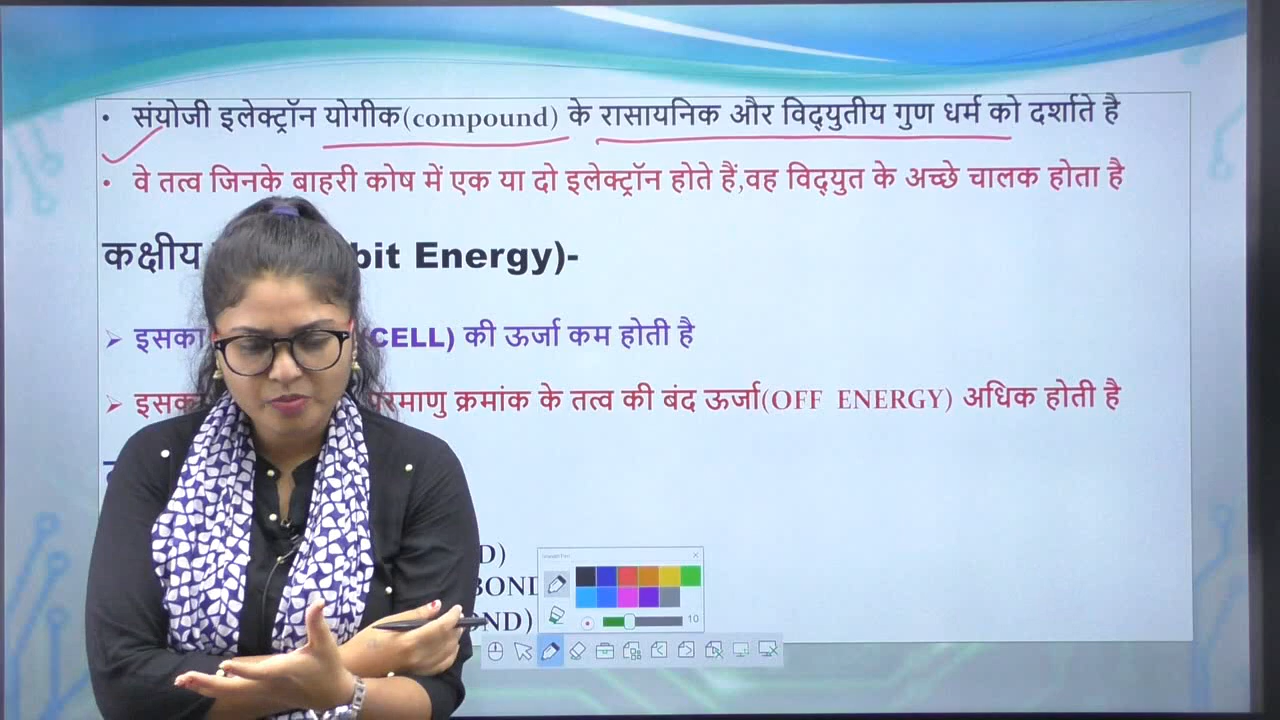 • संयोजी इलेक्ट्रॉन योगीक(compound) के रासायनिक और विद्युतीय गुण धर्म को दर्शाते है
• वे तत्व जिनके बाहरी कोष में एक या दो इलेक्ट्रॉन होते हैं,वह विद्युत के अच्छे चालक होता है
कक्षीय bit Energy)-
➢ इसका CELL) की ऊर्जा कम होती है
➢ परमाणु क्रमांक के तत्व की बंद ऊर्जा(OFF ENERGY) अधिक होती है
D)
BOND
ND)
10